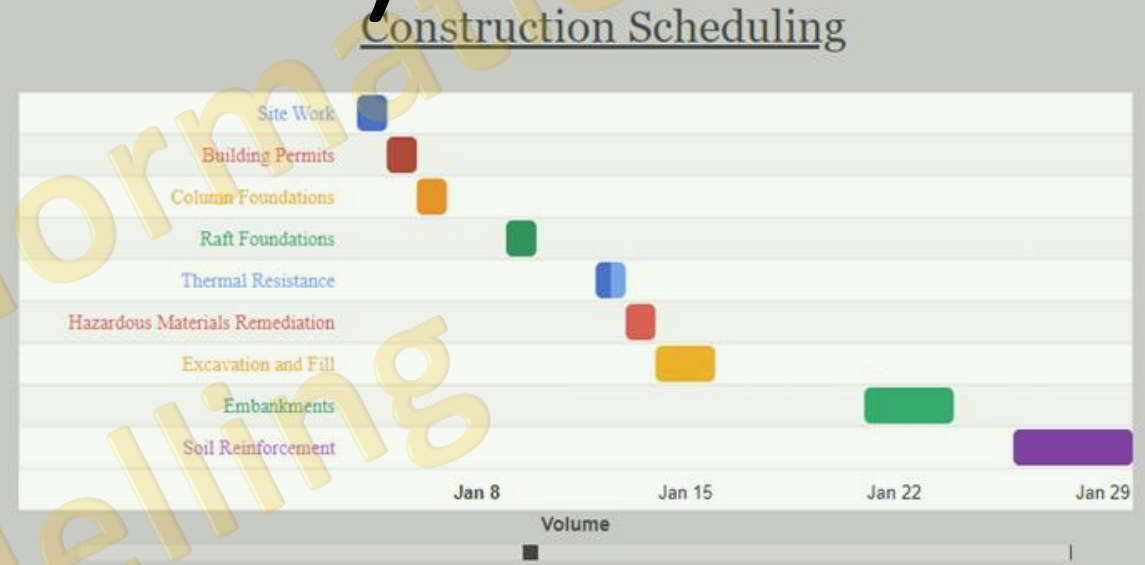 Construction Scheduling
Site Work
Building Permits
Column Foundations
Raft Foundations
Thermal Resistance
Hazardous Materials Remediation
Excavation and Fill
Embankments
Soil Reinforcement
Jan 8 Jan 15 Jan 22 Jan 29
Volume